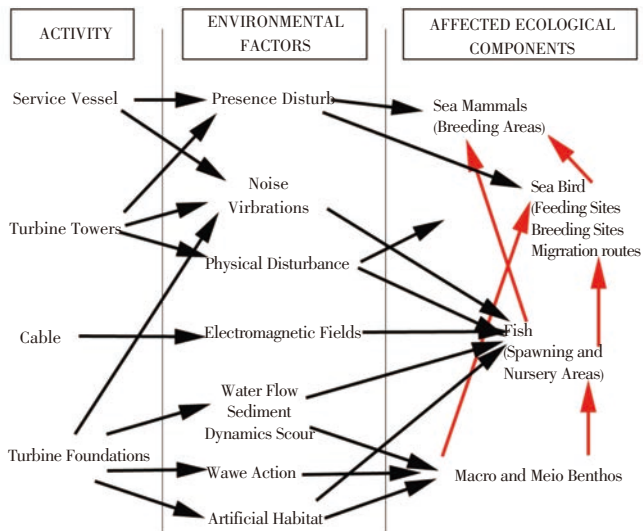 ACTIVITY
ENVIRONMENTAL
FACTORS
AFFECTED ECOLOGICAL
COMPONENTS
Service Vessel
Turbine Towers
Cable
Turbine Foundations
Presence Disturb
Noise
Virbrations
Physical Disturbance
Electromagnetic Fields
Water Flow
Sediment
Dynamics Scour
Wawe Action
Artificial Habitat
Sea Mammals
(Breeding Areas)
Sea Bird
(Feeding Sites
Breeding Sites
Migrration routes
Fish
(Spawning and
Nursery Areas)
Macro and Meio Benthos